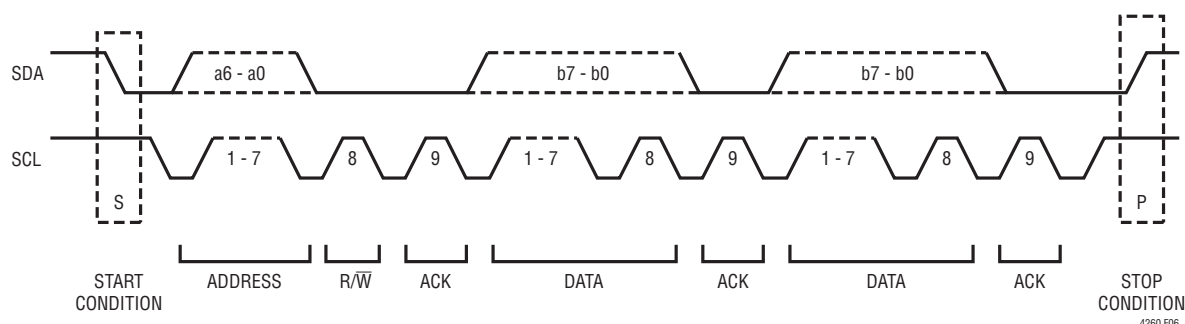 SDA
a6 - a0
b7 - b0
b7 - b0
SCL
1 - 7
8
9
1 - 7
8
9
1 - 7
8
9
S
P
START
CONDITION
ADDRESS
R/W̅
ACK
DATA
ACK
DATA
ACK
STOP
CONDITION
4260 F06